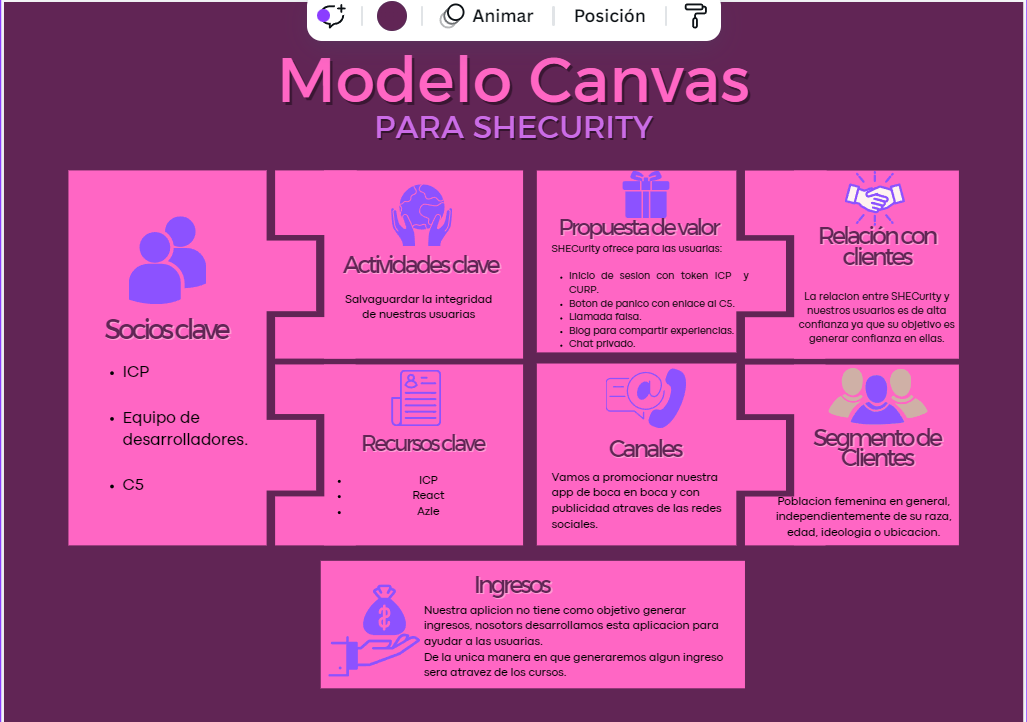 Animar
Posición
Modelo Canvas
PARA SHECURITY
Socios clave
• ICP
• Equipo de
desarrolladores.
• C5
Actividades clave
Salvaguardar la integridad
de nuestras usuarias
Recursos clave
• ICP
• React
• Azle
Propuesta de valor
SHECurity ofrece para las usuarias:
• Inicio de sesion con token ICP y
CURP.
• Boton de panico con enlace al C5.
• Llamada falsa.
• Blog para compartir experiencias.
• Chat privado.
Canales
Vamos a promocionar nuestra
app de boca en boca y con
publicidad atraves de las redes
sociales.
Relación con
clientes
La relacion entre SHECurity y
nuestros usuarios es de alta
confianza ya que su objetivo es
generar confianza en ellas.
Segmento de
Clientes
Poblacion femenina en general,
independientemente de su raza,
edad, ideologia o ubicacion.
Ingresos
Nuestra aplicion no tiene como objetivo generar
ingresos, nosotors desarrollamos esta aplicacion para
ayudar a las usuarias.
De la unica manera en que generaremos algun ingreso
sera atravez de los cursos.